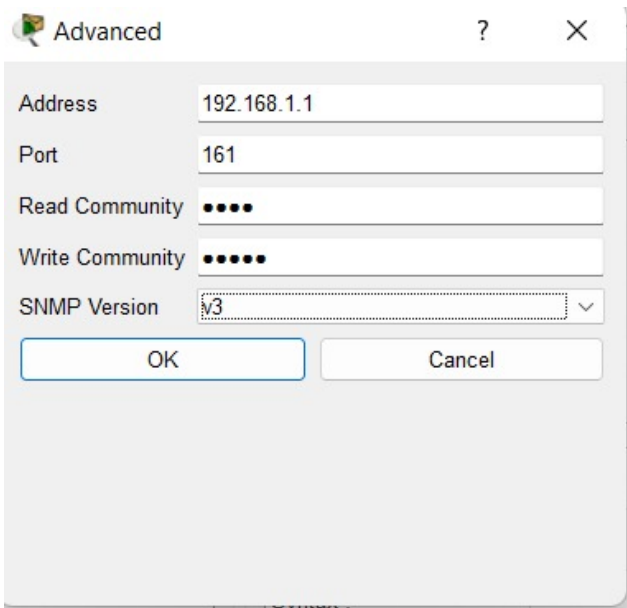 Advanced ?
Address 192.168.1.1
Port 161
Read Community ●●●●
Write Community ●●●●●
SNMP Version v3
OK Cancel